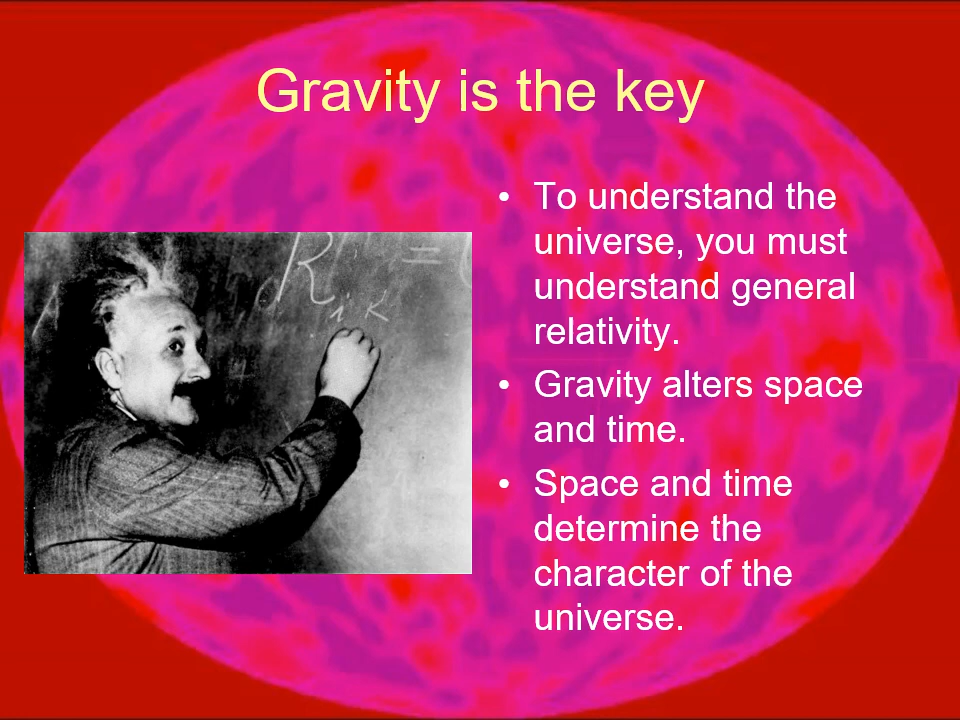 Gravity is the key
• To understand the
universe, you must
understand general
relativity.
• Gravity alters space
and time.
• Space and time
determine the
character of the
universe.
R i k =